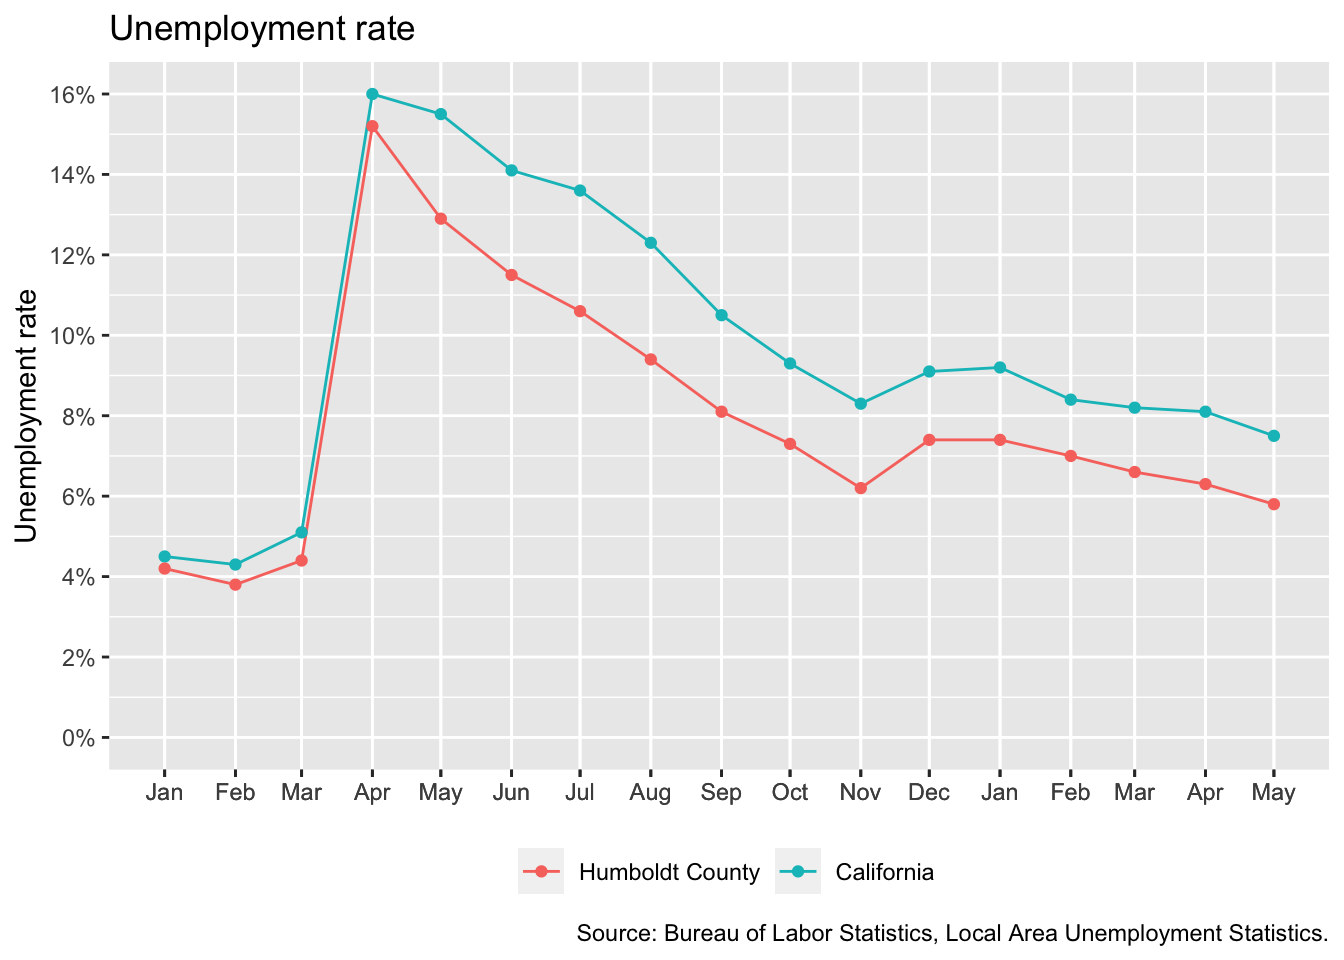 Unemployment rate
Unemployment rate
16%
14%
12%
10%
8%
6%
4%
2%
0%
Jan Feb Mar Apr May Jun Jul Aug Sep Oct Nov Dec Jan Feb Mar Apr May
Humboldt County California
Source: Bureau of Labor Statistics, Local Area Unemployment Statistics.